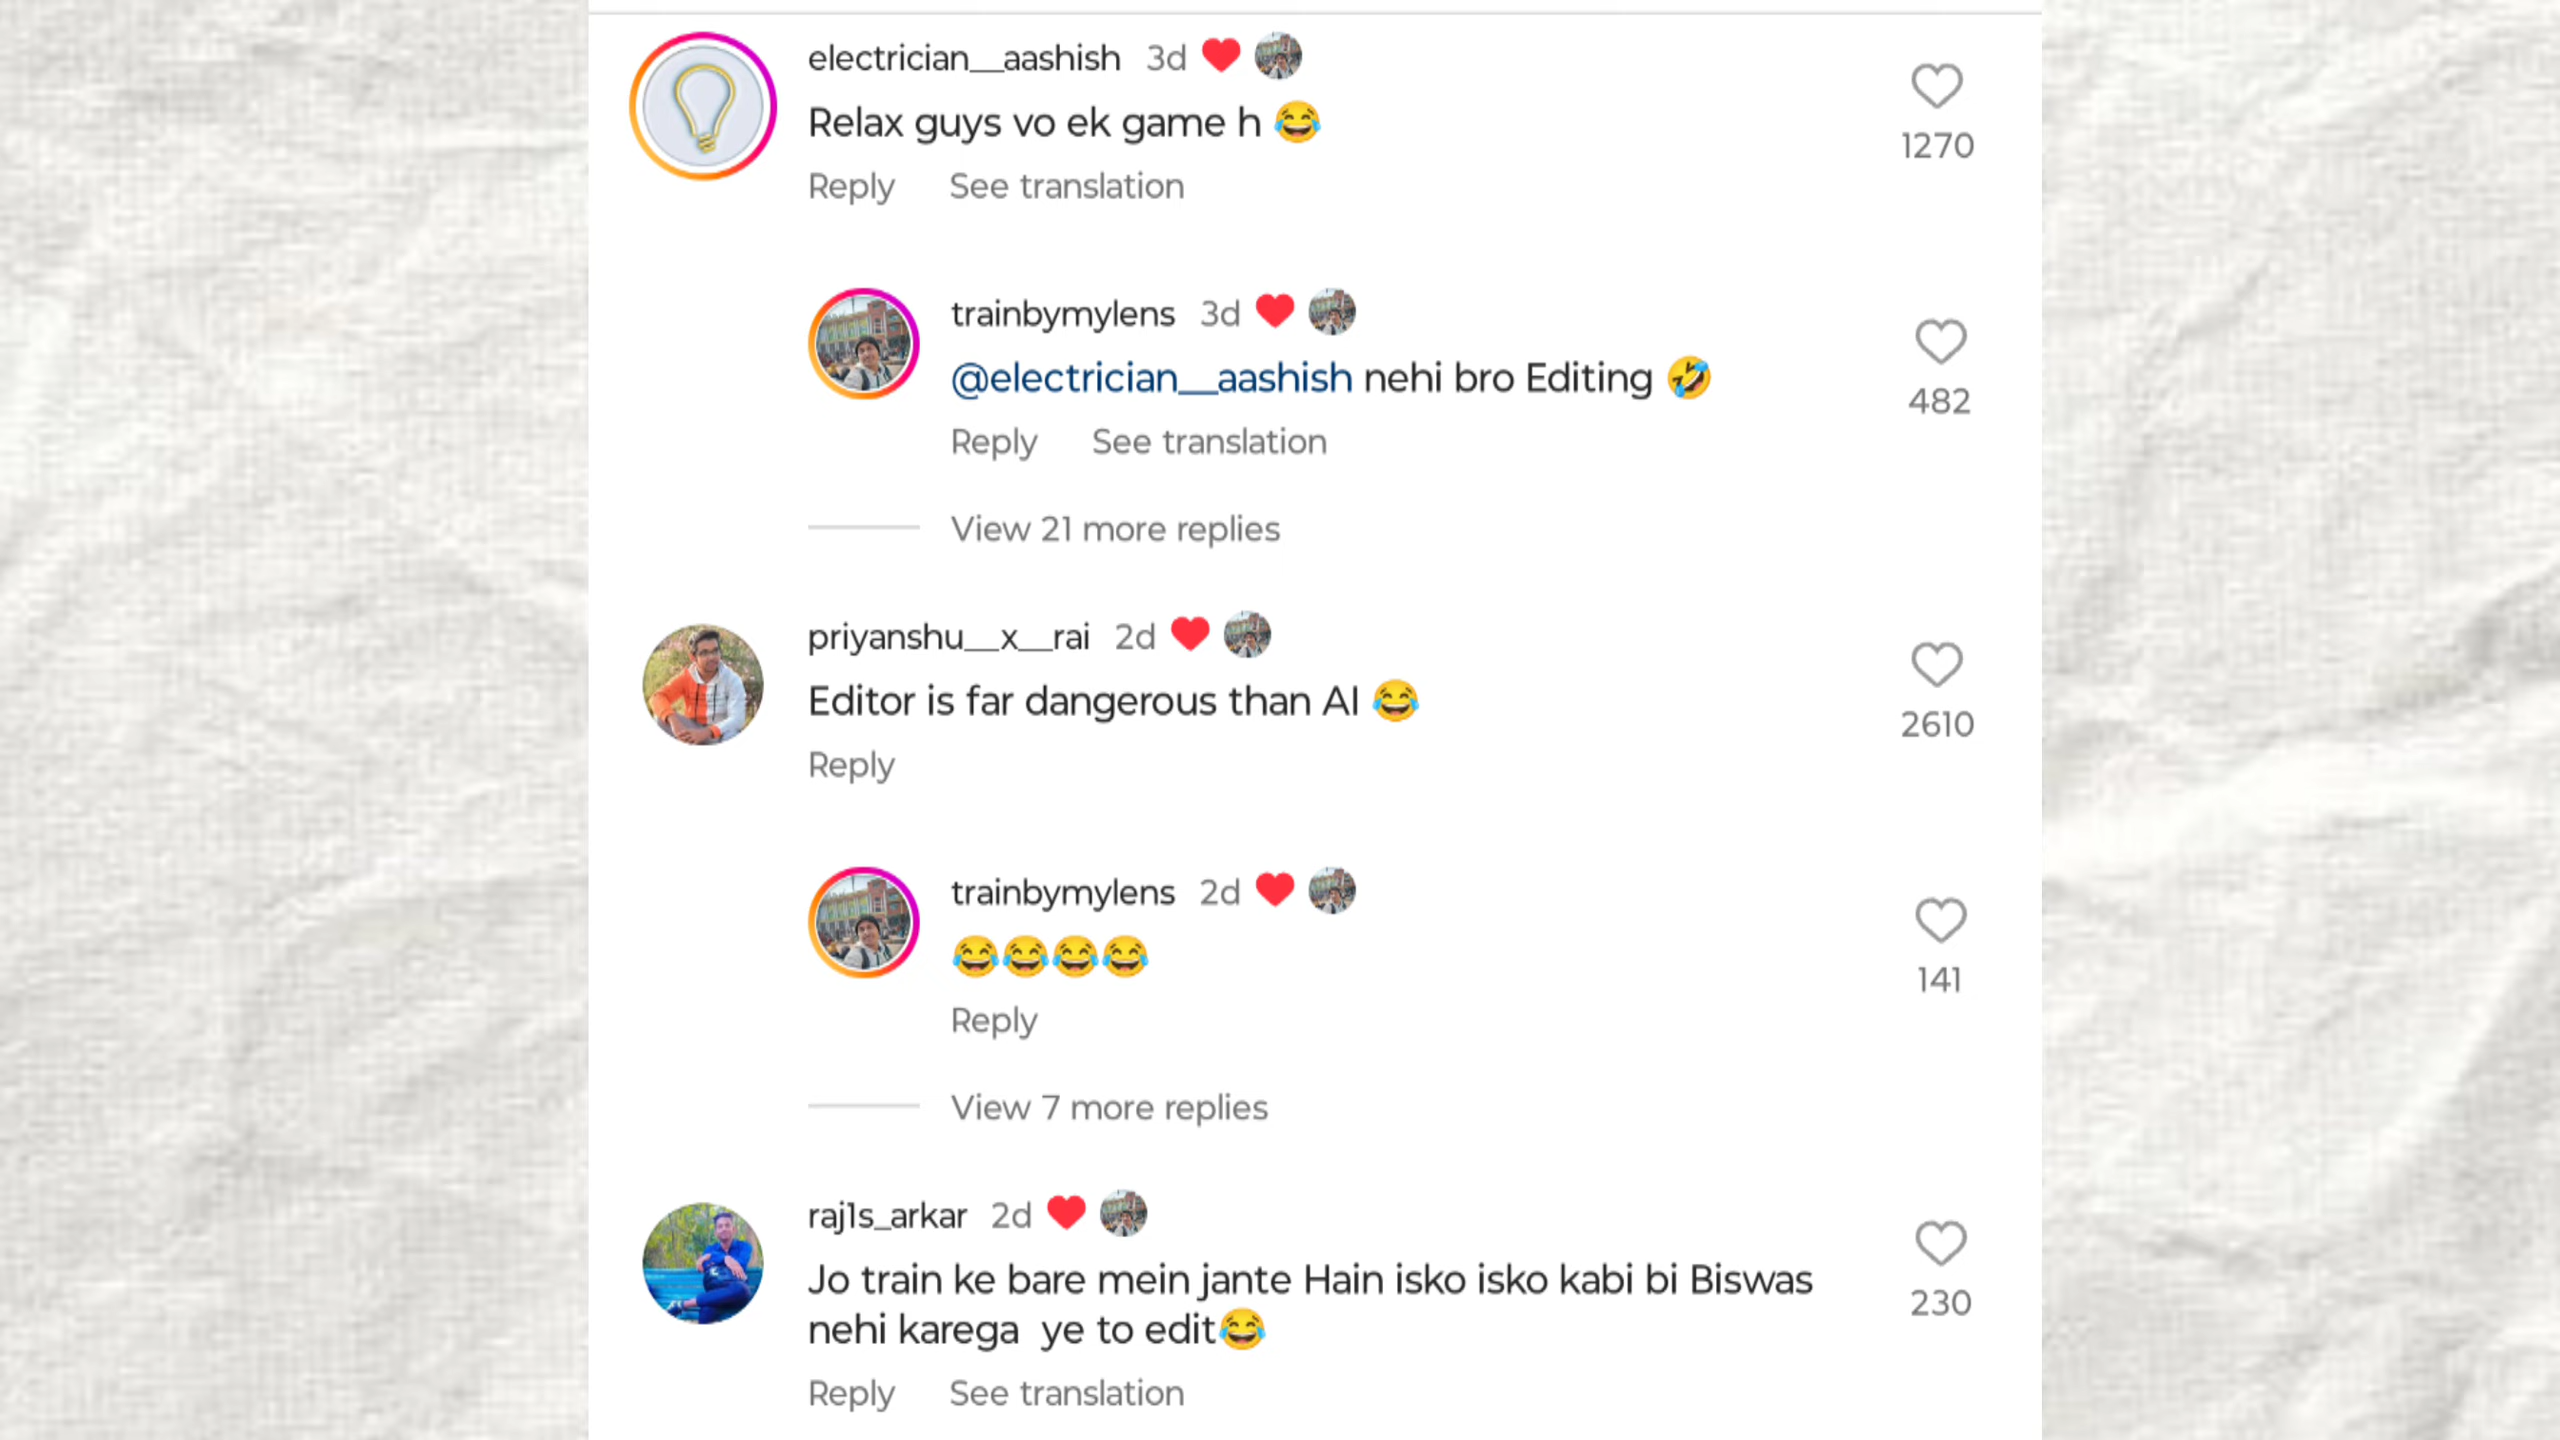 electrician__aashish 3d ❤️
Relax guys vo ek game h 😂
1270
Reply See translation
trainbymylens 3d ❤️
@electrician__aashish nehi bro Editing 🤣
482
Reply See translation
View 21 more replies
priyanshu__x__rai 2d ❤️
Editor is far dangerous than AI 😂
2610
Reply
trainbymylens 2d ❤️
😂😂😂😂
141
Reply
View 7 more replies
raj1s_arkar 2d ❤️
Jo train ke bare mein jante Hain isko isko kabi bi Biswas
nehi karega  ye to edit😂
230
Reply See translation